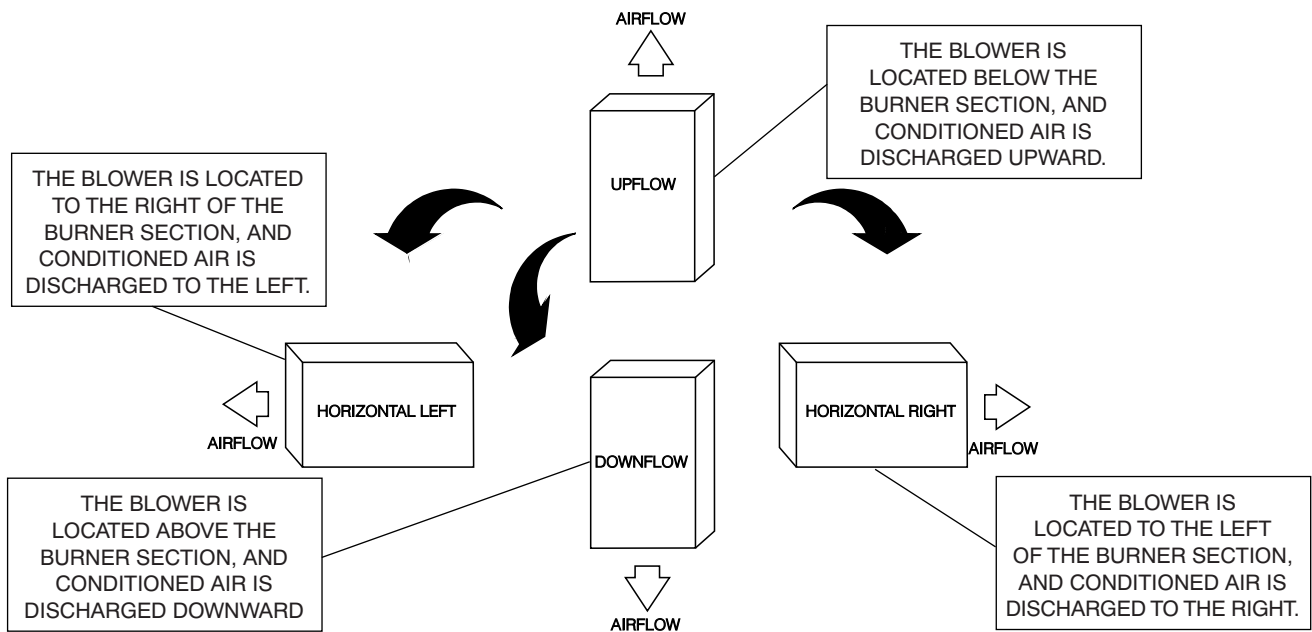 AIRFLOW
THE BLOWER IS
LOCATED BELOW THE
BURNER SECTION, AND
CONDITIONED AIR IS
DISCHARGED UPWARD.
UPFLOW
THE BLOWER IS LOCATED
TO THE RIGHT OF THE
BURNER SECTION, AND
CONDITIONED AIR IS
DISCHARGED TO THE LEFT.
HORIZONTAL LEFT
AIRFLOW
DOWNFLOW
HORIZONTAL RIGHT
AIRFLOW
THE BLOWER IS
LOCATED ABOVE THE
BURNER SECTION, AND
CONDITIONED AIR IS
DISCHARGED DOWNWARD
THE BLOWER IS
LOCATED TO THE LEFT
OF THE BURNER SECTION,
AND CONDITIONED AIR IS
DISCHARGED TO THE RIGHT.
AIRFLOW